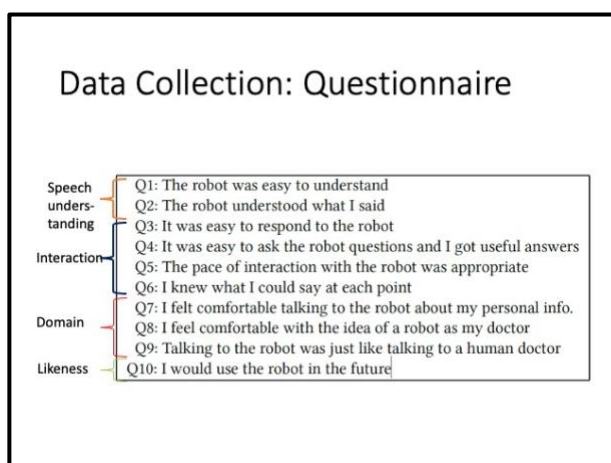 Data Collection: Questionnaire
Speech
unders-
tanding
Q1: The robot was easy to understand
Q2: The robot understood what I said
Interaction
Q3: It was easy to respond to the robot
Q4: It was easy to ask the robot questions and I got useful answers
Q5: The pace of interaction with the robot was appropriate
Q6: I knew what I could say at each point
Domain
Q7: I felt comfortable talking to the robot about my personal info.
Q8: I feel comfortable with the idea of a robot as my doctor
Q9: Talking to the robot was just like talking to a human doctor
Likeness
Q10: I would use the robot in the future